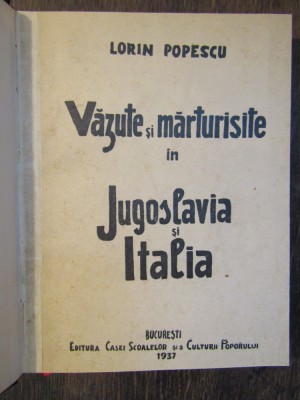 LORIN POPESCU
Văzute și mărturisite
în
Jugoslavia
și
Italia
BUCUREȘTI
EDITURA CASEI ȘCOALELOR ȘI A CULTURII POPORULUI
1937